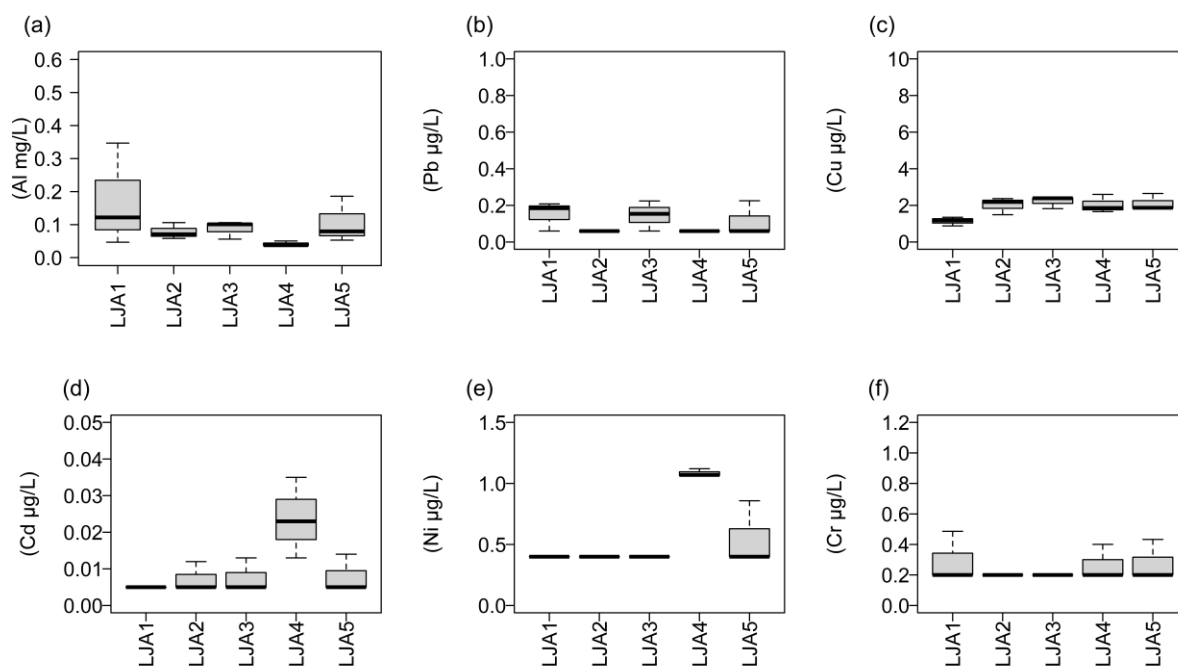 (a)
(Al mg/L)
0.6
0.5
0.4
0.3
0.2
0.1
0.0
LJA1
LJA2
LJA3
LJA4
LJA5
(b)
(Pb µg/L)
1.0
0.8
0.6
0.4
0.2
0.0
LJA1
LJA2
LJA3
LJA4
LJA5
(c)
(Cu µg/L)
10
8
6
4
2
0
LJA1
LJA2
LJA3
LJA4
LJA5
(d)
(Cd µg/L)
0.05
0.04
0.03
0.02
0.01
0.00
LJA1
LJA2
LJA3
LJA4
LJA5
(e)
(Ni µg/L)
1.5
1.0
0.5
0.0
LJA1
LJA2
LJA3
LJA4
LJA5
(f)
(Cr µg/L)
1.2
1.0
0.8
0.6
0.4
0.2
0.0
LJA1
LJA2
LJA3
LJA4
LJA5